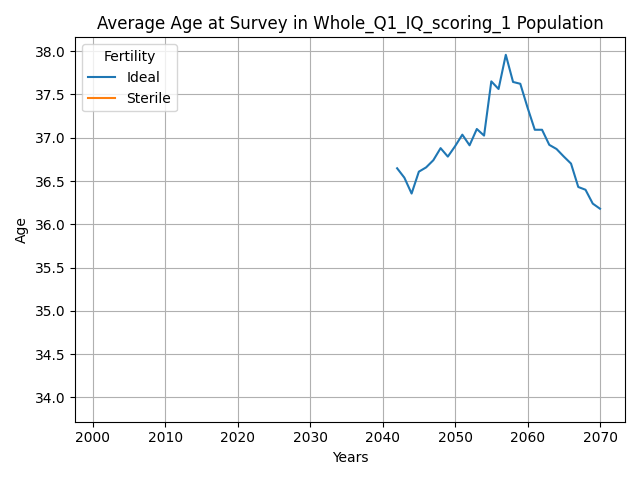 Average Age at Survey in Whole_Q1_IQ_scoring_1 Population
Fertility
Ideal
Sterile
38.0
37.5
37.0
36.5
36.0
35.5
35.0
34.5
34.0
Age
2000 2010 2020 2030 2040 2050 2060 2070
Years